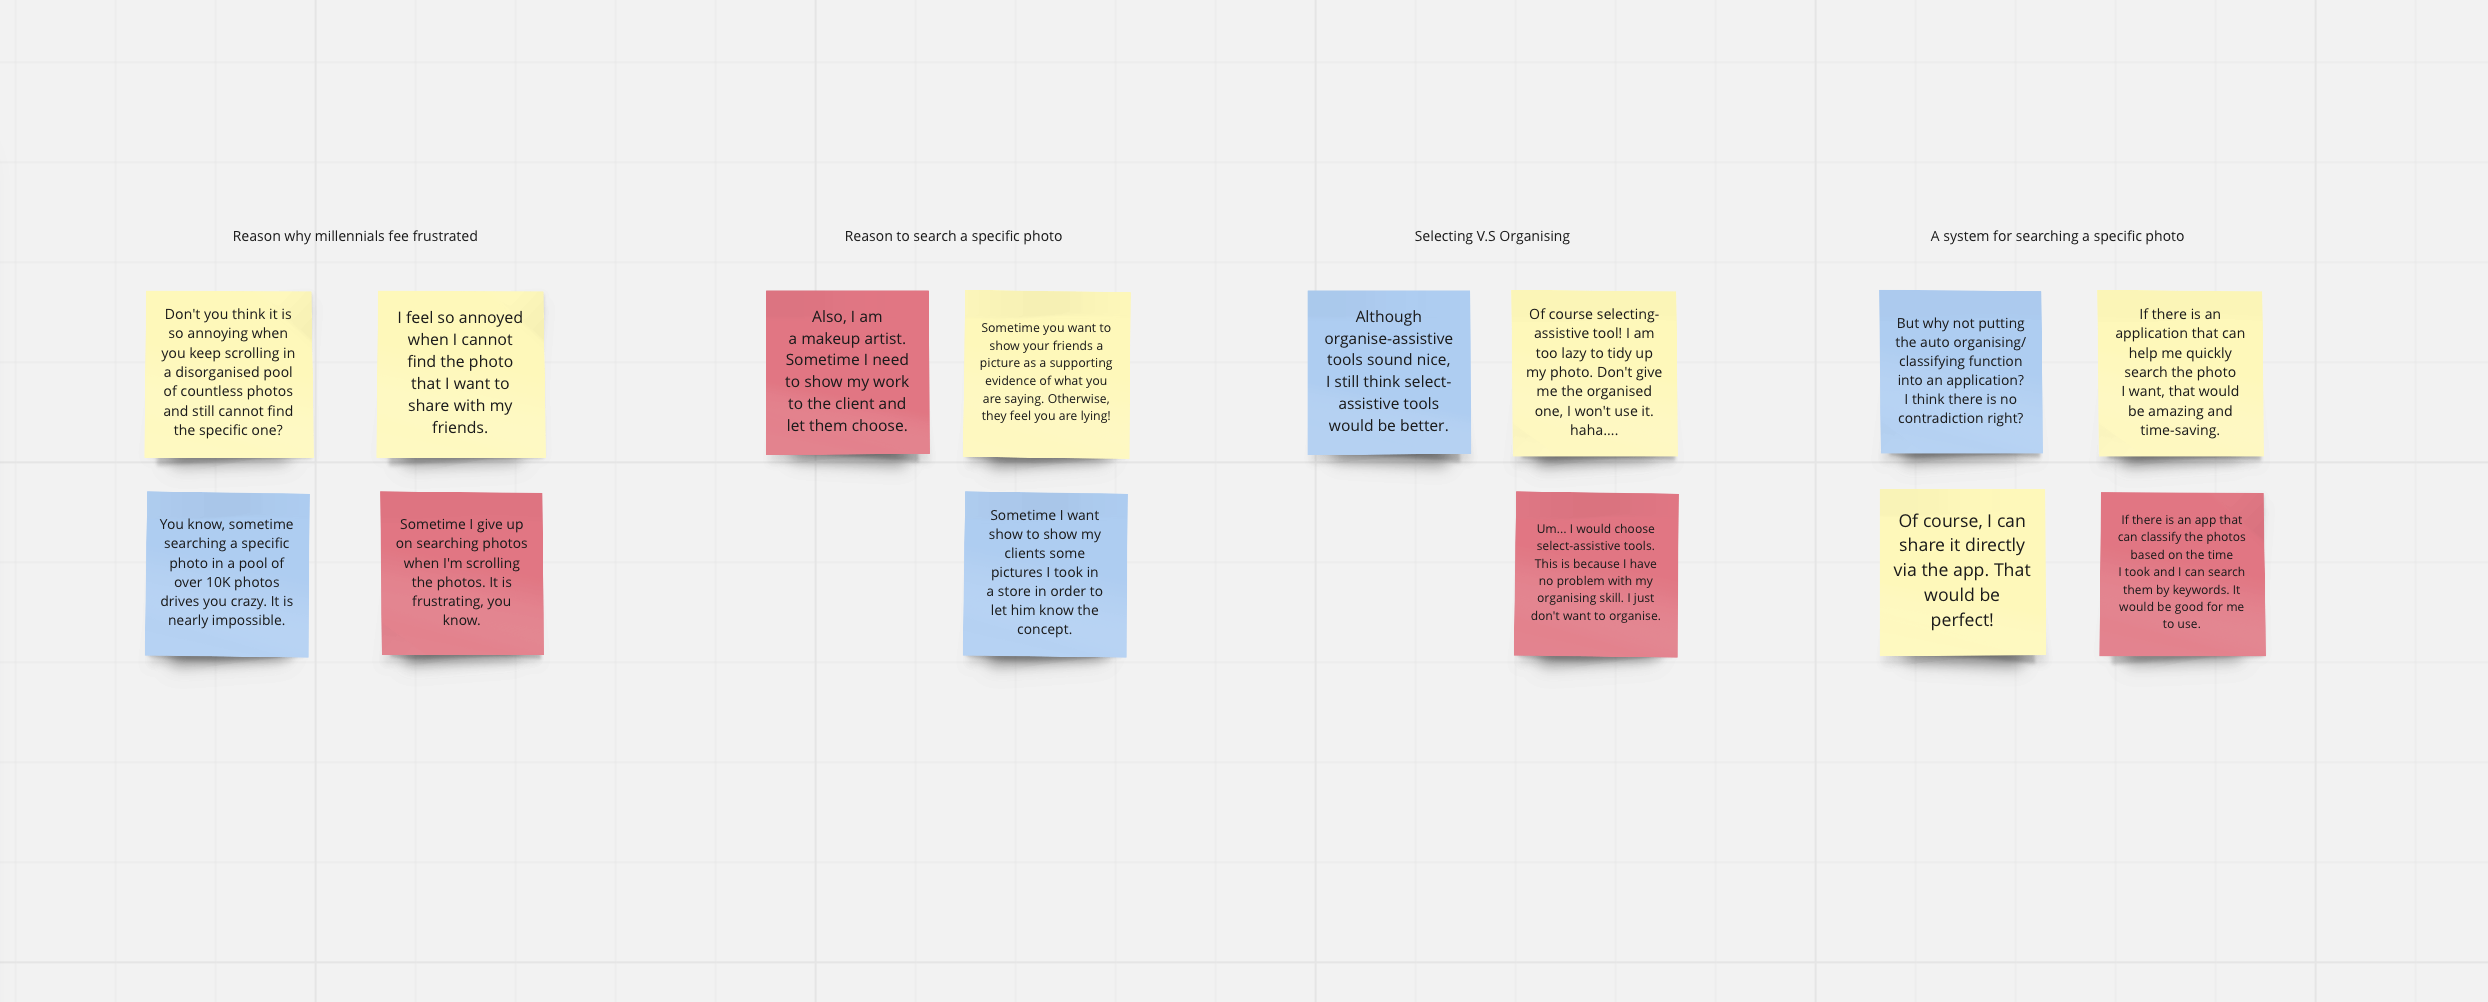 Reason why millennials fee frustrated
Don't you think it is
so annoying when
you keep scrolling in
a disorganised pool
of countless photos
and still cannot find
the specific one?
I feel so annoyed
when I cannot
find the photo
that I want to
share with my
friends.
You know, sometime
searching a specific
photo in a pool of
over 10K photos
drives you crazy. It is
nearly impossible.
Sometime I give up
on searching photos
when I'm scrolling
the photos. It is
frustrating, you
know.
Reason to search a specific photo
Also, I am
a makeup artist.
Sometime I need
to show my work
to the client and
let them choose.
Sometime you want to
show your friends a
picture as a supporting
evidence of what you
are saying. Otherwise,
they feel you are lying!
Sometime I want
show to show my
clients some
pictures I took in
a store in order to
let him know the
concept.
Selecting V.S Organising
Although
organise-assistive
tools sound nice,
I still think select-
assistive tools
would be better.
Of course selecting-
assistive tool! I am
too lazy to tidy up
my photo. Don't give
me the organised
one, I won't use it.
haha....
Um... I would choose
select-assistive tools.
This is because I have
no problem with my
organising skill. I just
don't want to organise.
A system for searching a specific photo
But why not putting
the auto organising/
classifying function
into an application?
I think there is no
contradiction right?
If there is an
application that can
help me quickly
search the photo
I want, that would
be amazing and
time-saving.
Of course, I can
share it directly
via the app. That
would be
perfect!
If there is an app that
can classify the photos
based on the time
I took and I can search
them by keywords. It
would be good for me
to use.